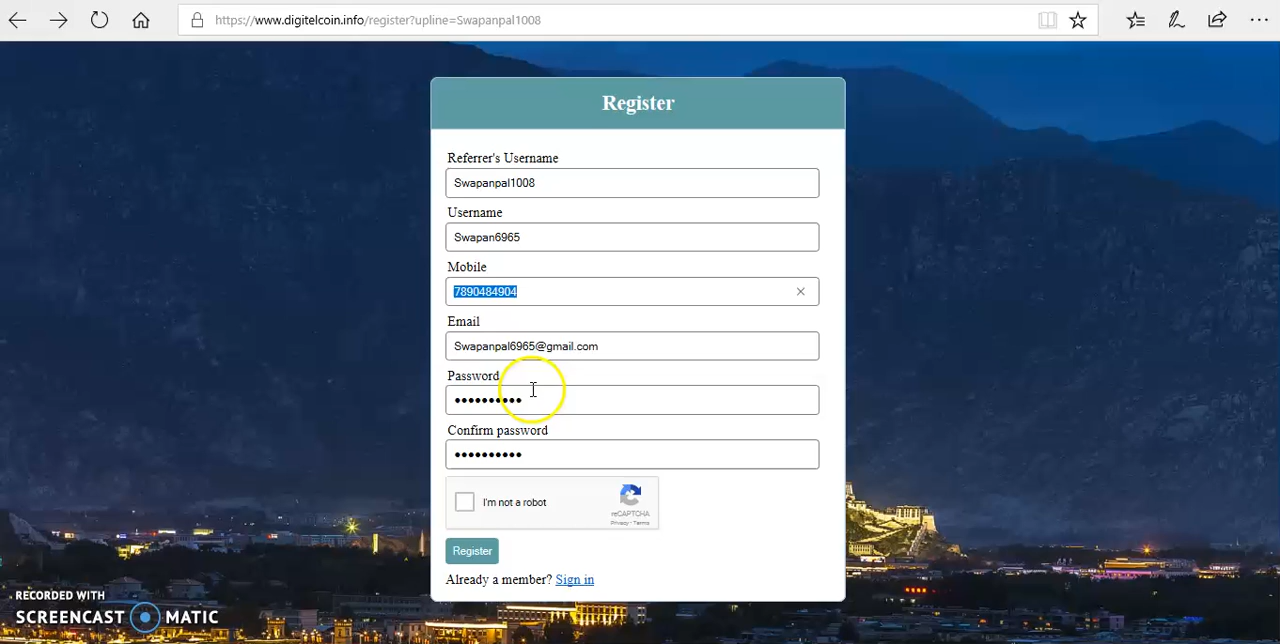 https://www.digitelcoin.info/register?upline=Swapanpal1008
Register
Referrer's Username
Swapanpal1008
Username
Swapan6965
Mobile
7890484904
Email
Swapanpal6965@gmail.com
Password
••••••••••
Confirm password
••••••••••
I'm not a robot
reCAPTCHA
Privacy - Terms
Register
Already a member? Sign in
RECORDED WITH
SCREENCAST MATIC